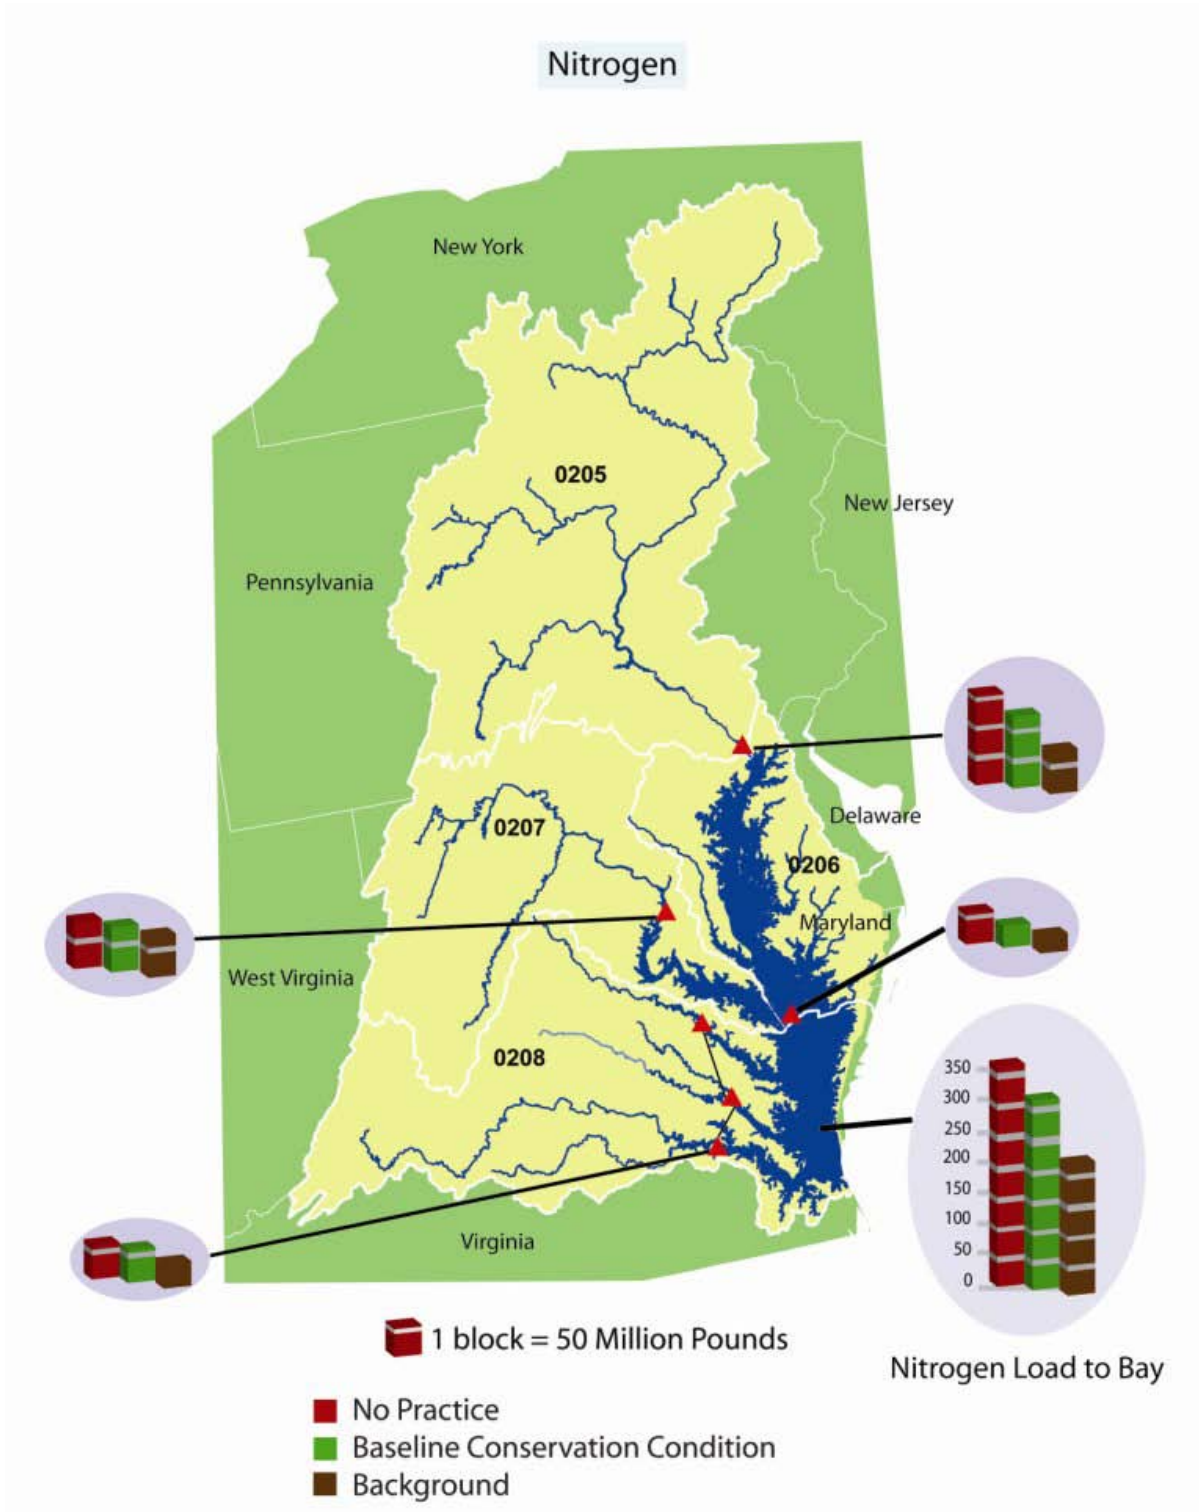 Nitrogen
New York
0205
New Jersey
Pennsylvania
Delaware
0207
0206
Maryland
West Virginia
0208
350
300
250
200
150
100
50
0
Virginia
1 block = 50 Million Pounds
Nitrogen Load to Bay
No Practice
Baseline Conservation Condition
Background